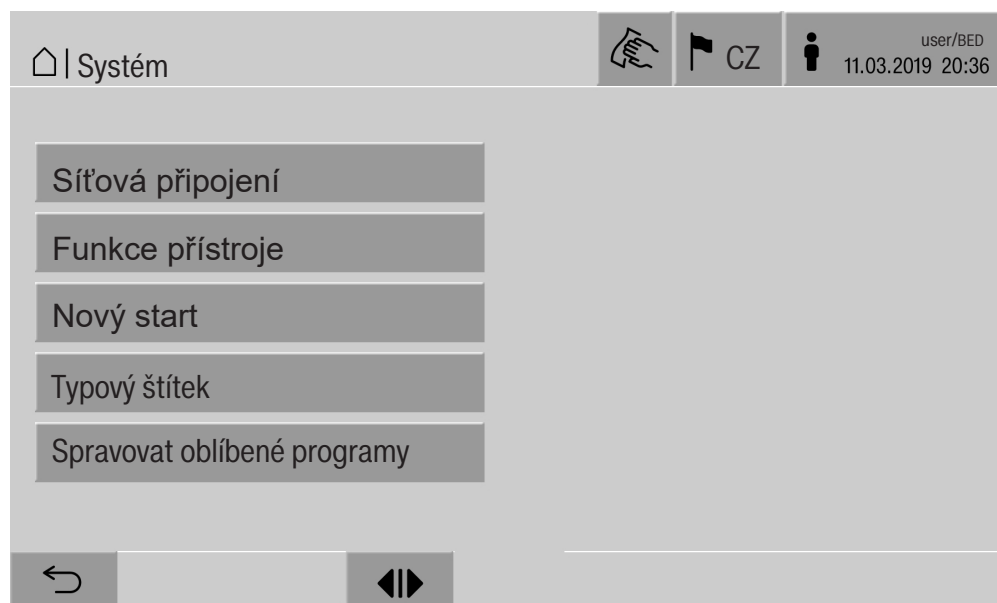 | Systém
CZ
user/BED
11.03.2019 20:36
Síťová připojení
Funkce přístroje
Nový start
Typový štítek
Spravovat oblíbené programy